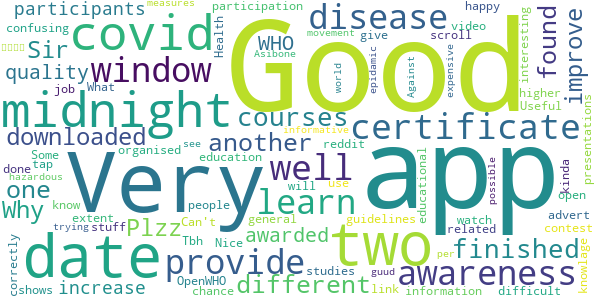 participants
Sir
quality
covid
window
midnight
downloaded
one
Why
know
date
shows
increase
Very
Good
app
two
disease
WHO
courses
certificate
another
well
learn
Plzz
awarded
provide
different
finished
awareness
improve
found
measures
confusing
participation
happy
movement
give
video
scroll
Health
Asibone
world
epidamic
Against
expensive
interesting
higher
Useful
job
What
informative
reddit
organised
see
education
will
use
people
Can't
general
guidelines
educational
presentations
possible
kinda
done
Some
tap
hazardous
extent
trying
stuff
correctly
Tbh
Nice
OpenWHO
studies
chance
link
information
watch
related
advert
open
contest
per
difficult
guud
knowlage